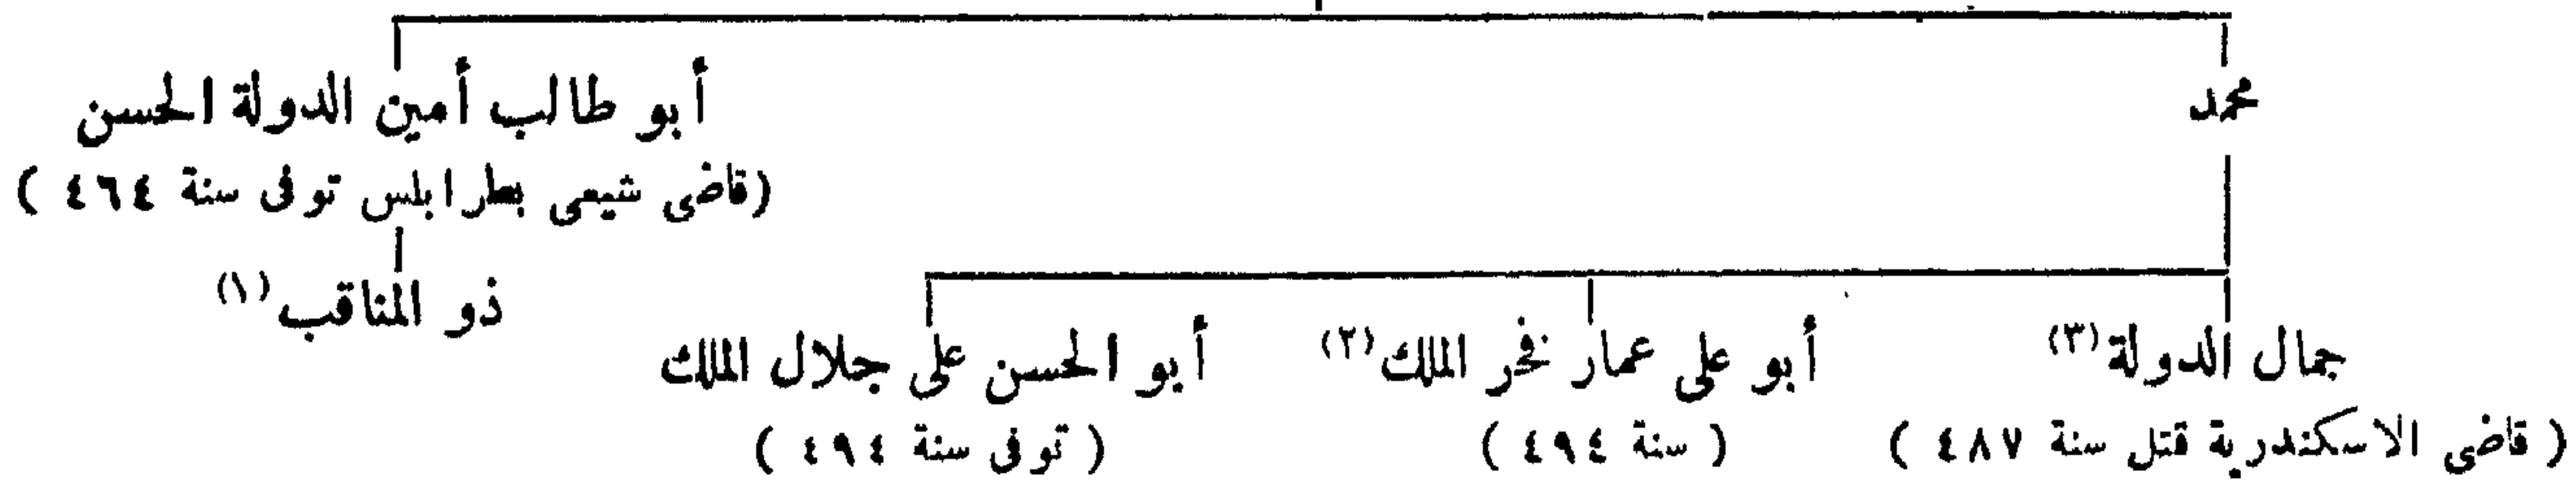 محمد
أبو طالب أمين الدولة الحسن
(قاضى شيعى بطرابلس توفى سنة ٤٦٤ )
ذو المناقب (١)
جمال الدولة (٣)
أبو على عمار فخر الملك (٢)
أبو الحسن على جلال الملك
( قاضى الاسكندرية قتل سنة ٤٨٧ )
( سنة ٤٩٤ )
( توفى سنة ٤٩٤ )